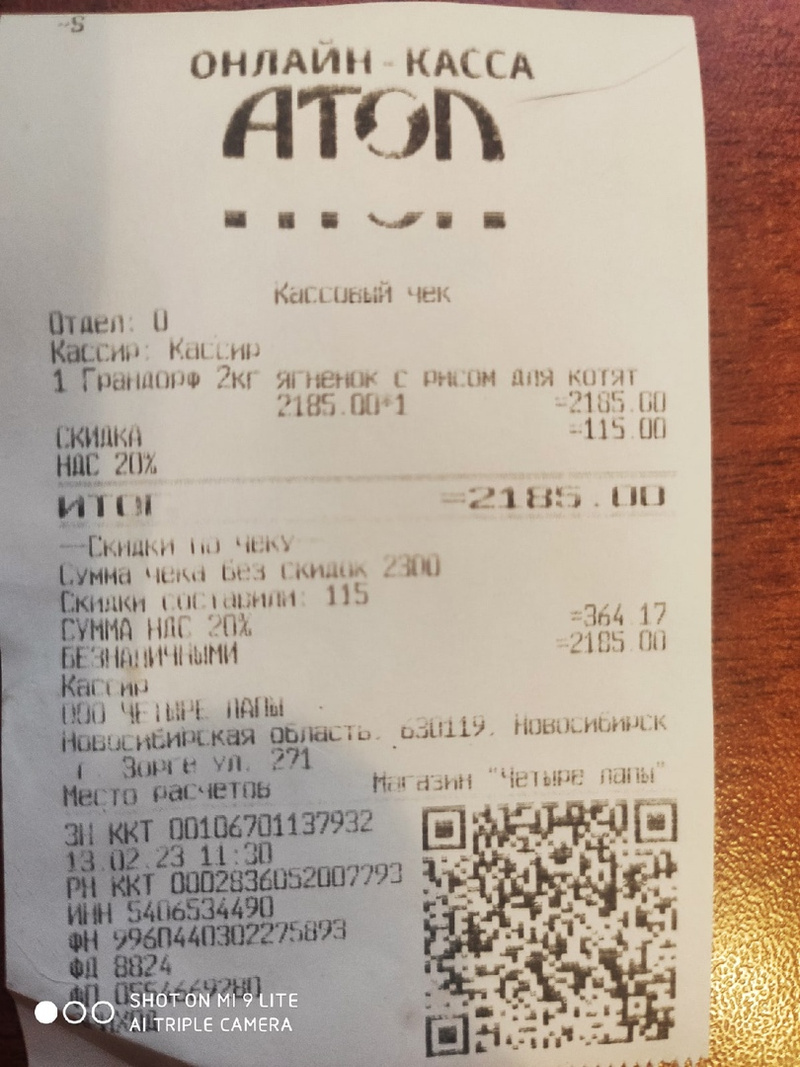 ОНЛАЙН-КАССА
АТОЛ
Кассовый чек
Отдел: 0
Кассир: Кассир
1 Грандорф 2кг ягненок с рисом для котят
2185.00*1 =2185.00
СКИДКА =115.00
НДС 20%
ИТОГ =2185.00
Скидки по чеку
Сумма чека без скидок 2300
Скидки составили: 115
СУММА НДС 20% =364.17
БЕЗНАЛИЧНЫМИ =2185.00
Кассир
ООО ЧЕТЫРЕ ЛАПЫ
Новосибирская область, 630119, Новосибирск
г, Зорге ул, 271
Место расчетов Магазин "Четыре лапы"
ЗН ККТ 00106701137932
13.02.23 11:30
РН ККТ 0002836052007793
ИНН 5406534490
ФН 9960440302275893
ФД 8824
SHOT ON MI 9 LITE
AI TRIPLE CAMERA